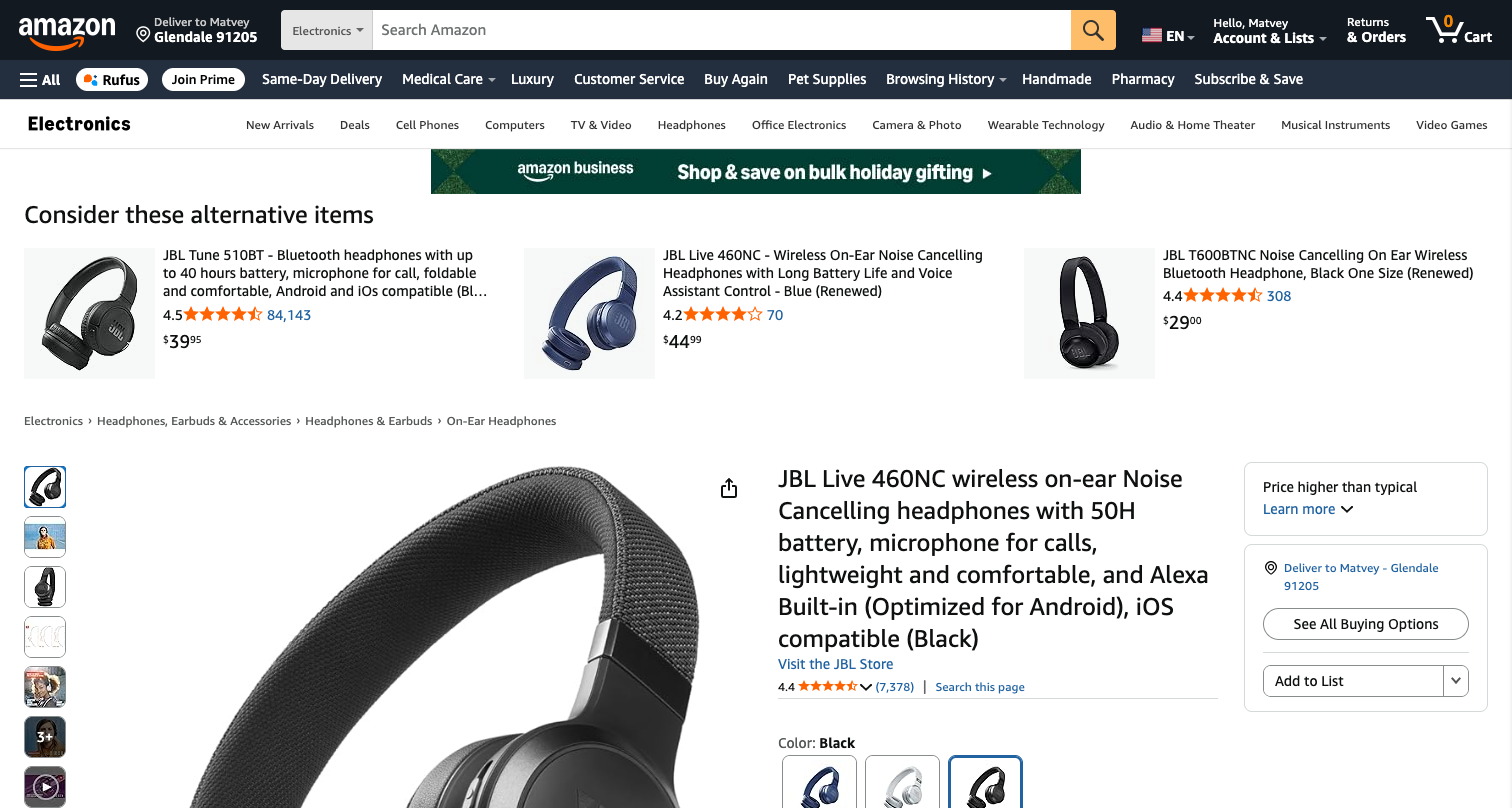 amazon
Deliver to Matvey
Glendale 91205
Electronics
Search Amazon
EN
Hello, Matvey
Account & Lists
Returns
& Orders
0
Cart
All
Rufus
Join Prime
Same-Day Delivery
Medical Care
Luxury
Customer Service
Buy Again
Pet Supplies
Browsing History
Handmade
Pharmacy
Subscribe & Save
Electronics
New Arrivals
Deals
Cell Phones
Computers
TV & Video
Headphones
Office Electronics
Camera & Photo
Wearable Technology
Audio & Home Theater
Musical Instruments
Video Games
amazon business
Shop & save on bulk holiday gifting
Consider these alternative items
JBL
JBL Tune 510BT - Bluetooth headphones with up
to 40 hours battery, microphone for call, foldable
and comfortable, Android and iOs compatible (Bl…
4.5 84,143
$3995
JBL
JBL Live 460NC - Wireless On-Ear Noise Cancelling
Headphones with Long Battery Life and Voice
Assistant Control - Blue (Renewed)
4.2 70
$4499
JBL
JBL T600BTNC Noise Cancelling On Ear Wireless
Bluetooth Headphone, Black One Size (Renewed)
4.4 308
$2900
Electronics › Headphones, Earbuds & Accessories › Headphones & Earbuds › On-Ear Headphones
3+
JBL Live 460NC wireless on-ear Noise
Cancelling headphones with 50H
battery, microphone for calls,
lightweight and comfortable, and Alexa
Built-in (Optimized for Android), iOS
compatible (Black)
Visit the JBL Store
4.4 (7,378) | Search this page
Color: Black
Price higher than typical
Learn more
Deliver to Matvey - Glendale
91205
See All Buying Options
Add to List